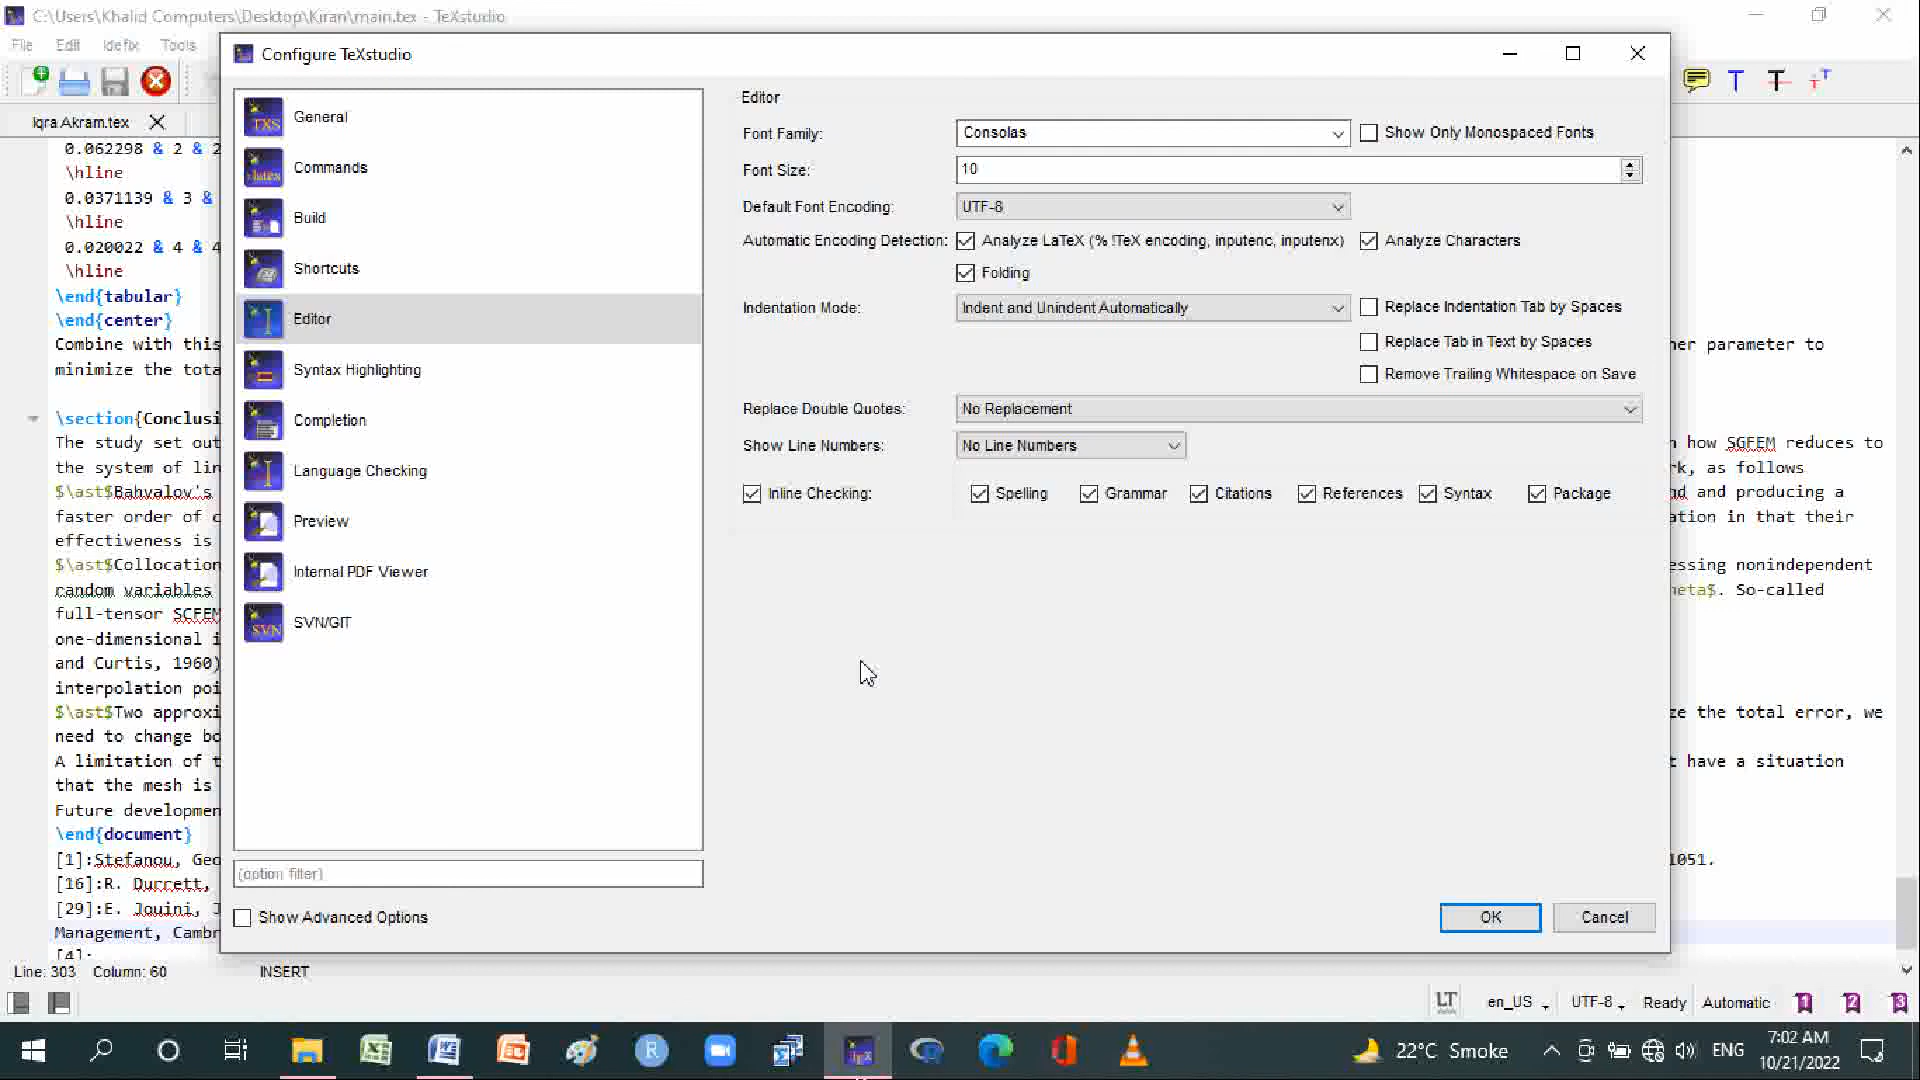 C:\Users\Khalid Computers\Desktop\Kiran\main.tex - TeXstudio
File Edit Idefix Tools
Configure TeXstudio
Iqra Akram.tex
General
Commands
Build
Shortcuts
Editor
Syntax Highlighting
Completion
Language Checking
Preview
Internal PDF Viewer
SVN/GIT
(option filter)
Show Advanced Options
Editor
Font Family: Consolas Show Only Monospaced Fonts
Font Size: 10
Default Font Encoding: UTF-8
Automatic Encoding Detection: Analyze LaTeX (% !TeX encoding, inputenc, inputenx) Analyze Characters
Folding
Indentation Mode: Indent and Unindent Automatically Replace Indentation Tab by Spaces
Replace Tab in Text by Spaces
Remove Trailing Whitespace on Save
Replace Double Quotes: No Replacement
Show Line Numbers: No Line Numbers
Inline Checking: Spelling Grammar Citations References Syntax Package
OK Cancel
0.062298 & 2 & 2
\hline
0.0371139 & 3 &
\hline
0.020022 & 4 & 4
\hline
\end{tabular}
\end{center}
Combine with this parameter to
minimize the tota
\section{Conclusi
The study set out how SGFEM reduces to
the system of lin k, as follows
$\ast$Bahvalov's and producing a
faster order of c ation in that their
effectiveness is
$\ast$Collocation essing nonindependent
random variables eta$. So-called
full-tensor SCFEM
one-dimensional i
and Curtis, 1960)
interpolation poi
$\ast$Two approxi ze the total error, we
need to change bo
A limitation of t have a situation
that the mesh is
Future developmen
\end{document}
[1]:Stefanou, Geo 1051.
[16]:R. Durrett,
[29]:E. Jouini, J
Management, Cambr
[4]:
Line: 303 Column: 60 INSERT
LT en_US UTF-8 Ready Automatic 1 2 3
22°C Smoke ENG 7:02 AM
10/21/2022